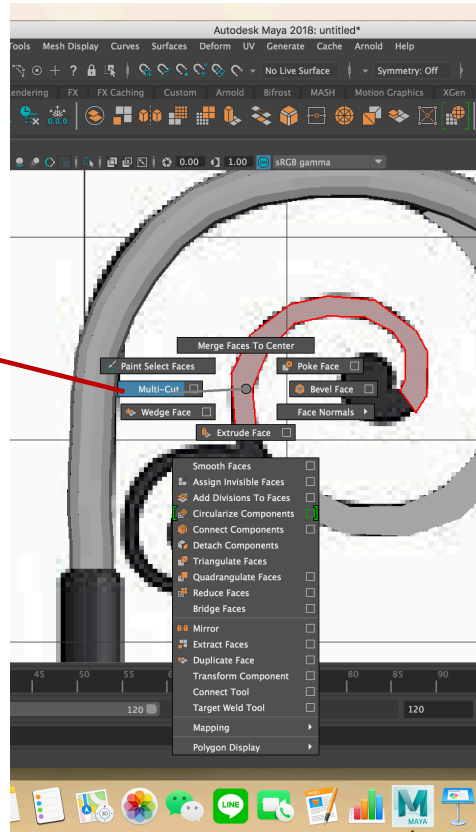 Autodesk Maya 2018: untitled*
Tools Mesh Display Curves Surfaces Deform UV Generate Cache Arnold Help
No Live Surface Symmetry: Off
FX FX Caching Custom Arnold Bifrost MASH Motion Graphics XGen
0,0,0
0.00 1.00 sRGB gamma
Merge Faces To Center
Paint Select Faces Poke Face
Multi-Cut Bevel Face
Wedge Face Face Normals
Extrude Face
Smooth Faces
Assign Invisible Faces
Add Divisions To Faces
Circularize Components
Connect Components
Detach Components
Triangulate Faces
Quadrangulate Faces
Reduce Faces
Bridge Faces
Mirror
Extract Faces
Duplicate Face
Transform Component
Connect Tool
Target Weld Tool
Mapping
Polygon Display
45 50 55 80 85 90
120 120
LINE
M
MAYA